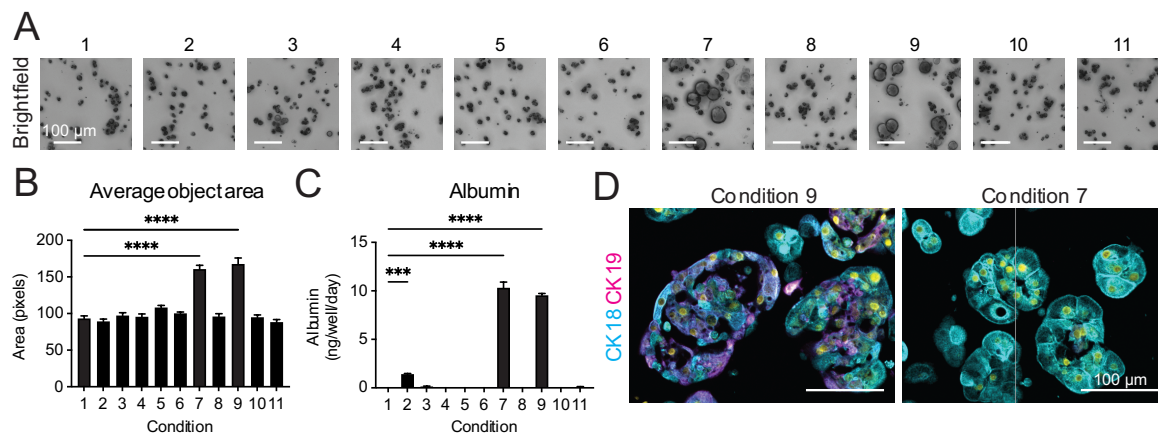 A
1 2 3 4 5 6 7 8 9 10 11
Brightfield
100 µm
B
Average object area
****
****
200
150
100
50
0
Area (pixels)
1 2 3 4 5 6 7 8 9 10 11
Condition
C
Albumin
****
****
***
15
10
5
0
Albumin
(ng/well/day)
1 2 3 4 5 6 7 8 9 10 11
Condition
D
Condition 9
Condition 7
CK18 CK19
100 µm